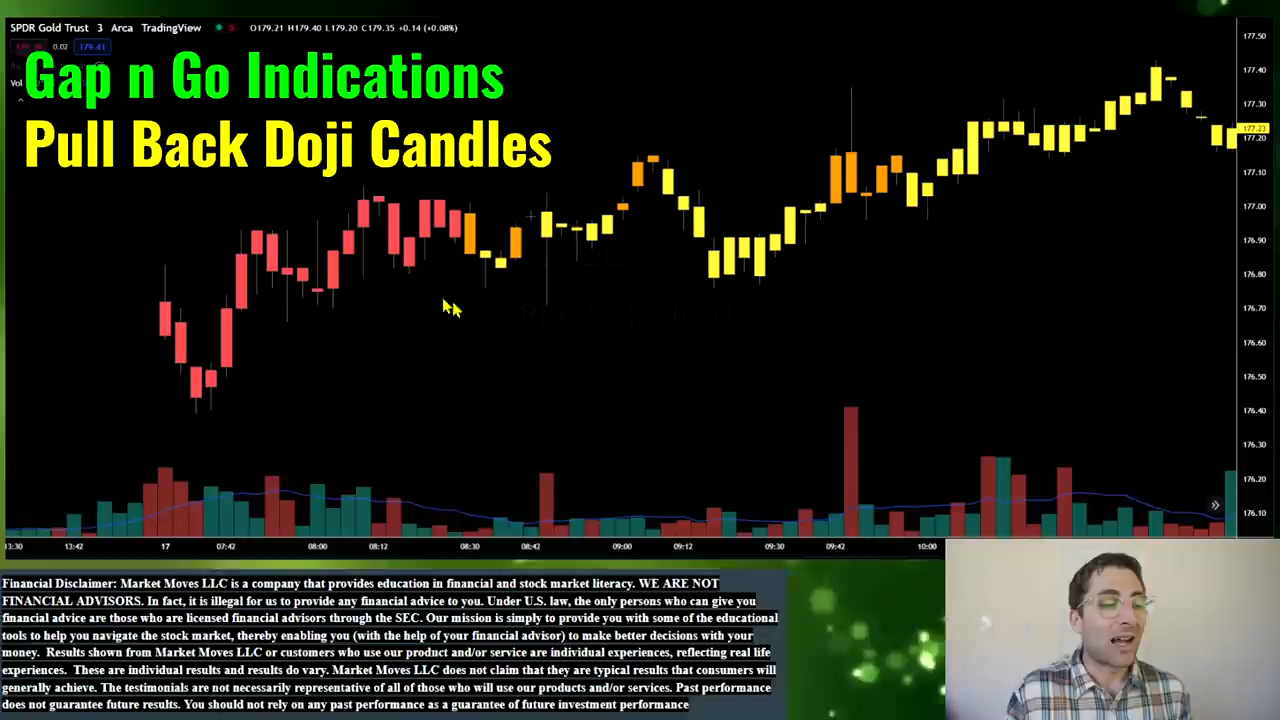 SPDR Gold Trust 3 Arca TradingView O179.21 H179.40 L179.20 C179.35 +0.14 (+0.08%)
0.02 179.41
Gap n Go Indications
Vol
Pull Back Doji Candles
177.50
177.40
177.30
177.23
177.20
177.10
177.00
176.90
176.80
176.70
176.60
176.50
176.40
176.30
176.20
176.10
13:30 13:42 17 07:42 08:00 08:12 08:30 08:42 09:00 09:12 09:30 09:42 10:00
Financial Disclaimer: Market Moves LLC is a company that provides education in financial and stock market literacy. WE ARE NOT
FINANCIAL ADVISORS. In fact, it is illegal for us to provide any financial advice to you. Under U.S. law, the only persons who can give you
financial advice are those who are licensed financial advisors through the SEC. Our mission is simply to provide you with some of the educational
tools to help you navigate the stock market, thereby enabling you (with the help of your financial advisor) to make better decisions with your
money. Results shown from Market Moves LLC or customers who use our product and/or service are individual experiences, reflecting real life
experiences. These are individual results and results do vary. Market Moves LLC does not claim that they are typical results that consumers will
generally achieve. The testimonials are not necessarily representative of all of those who will use our products and/or services. Past performance
does not guarantee future results. You should not rely on any past performance as a guarantee of future investment performance